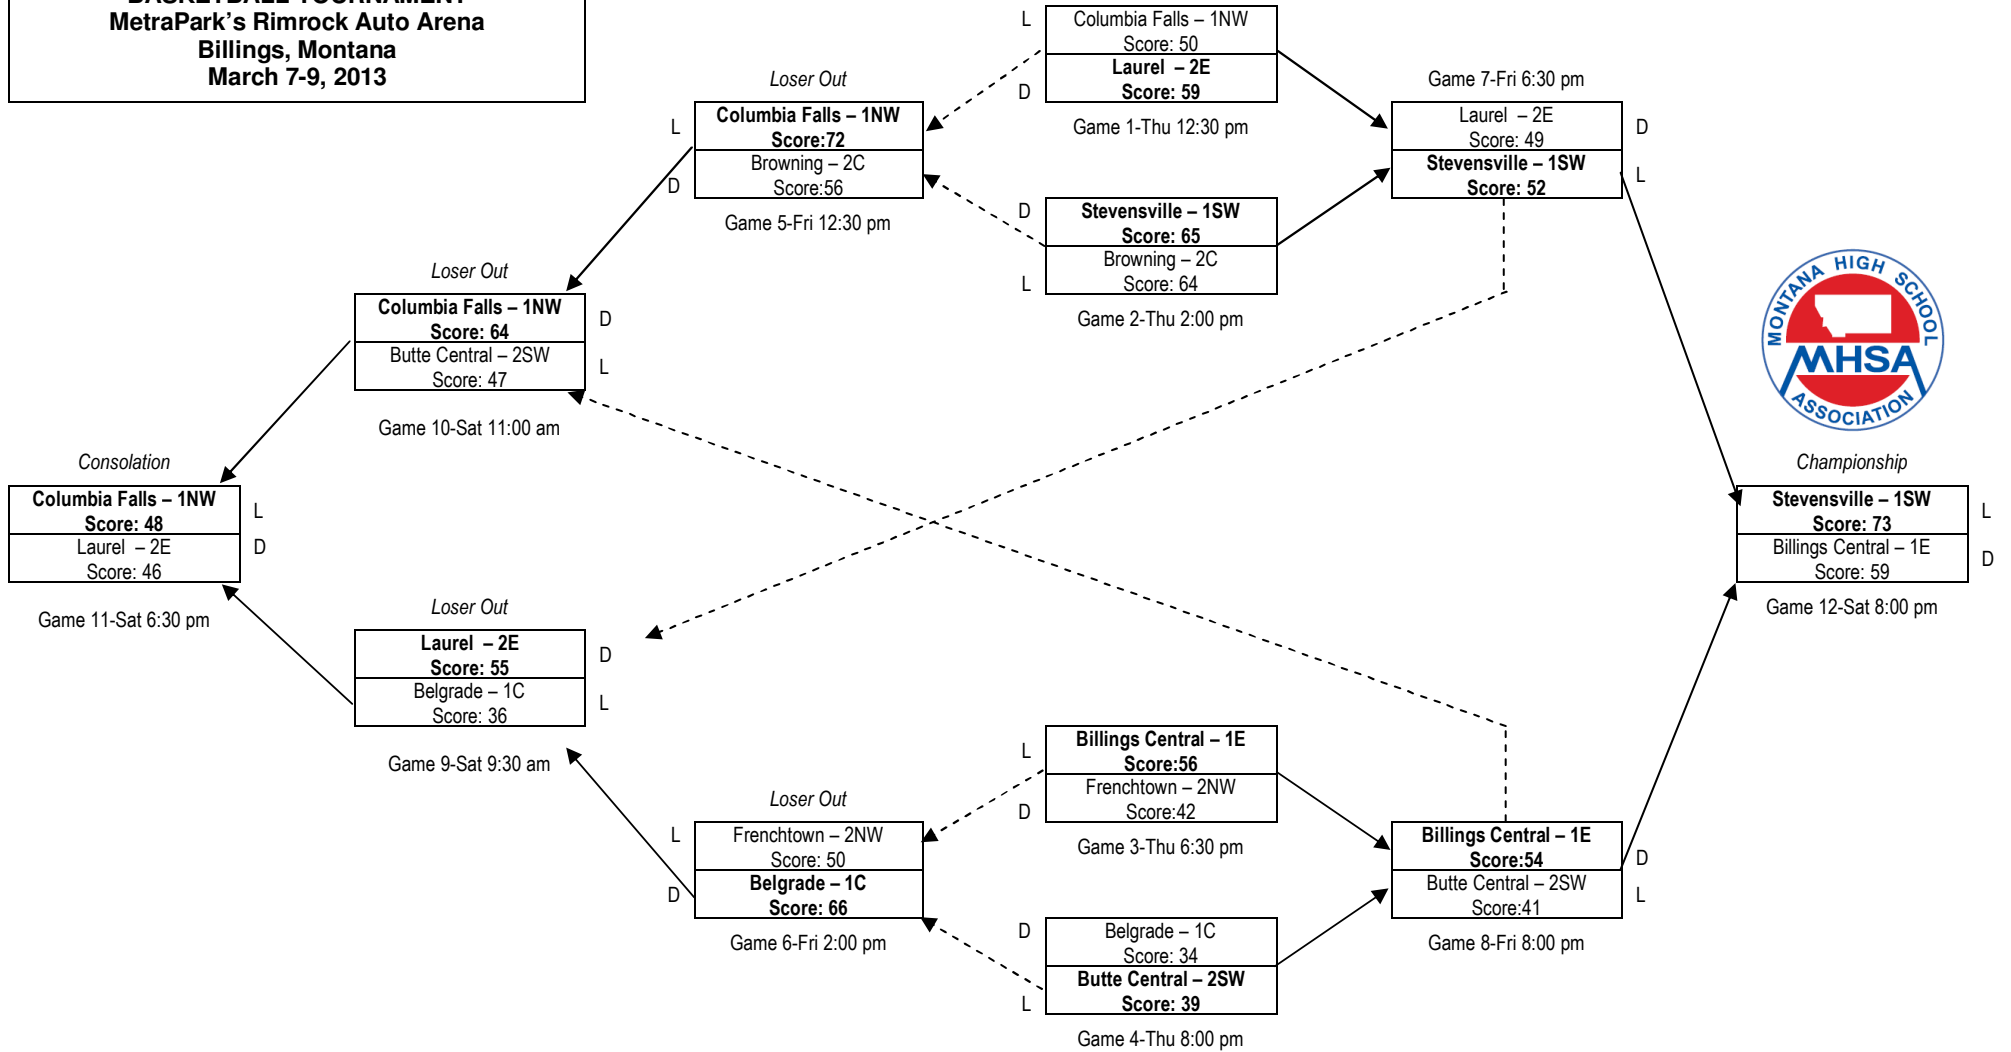 BASKETBALL TOURNAMENT
MetraPark’s Rimrock Auto Arena
Billings, Montana
March 7-9, 2013
L
Columbia Falls – 1NW
Score: 50
Laurel – 2E
Score: 59
D
Game 1-Thu 12:30 pm
Loser Out
L
Columbia Falls – 1NW
Score:72
Browning – 2C
Score:56
D
Game 5-Fri 12:30 pm
D
Stevensville – 1SW
Score: 65
Browning – 2C
Score: 64
L
Game 2-Thu 2:00 pm
Game 7-Fri 6:30 pm
Laurel – 2E
Score: 49
D
Stevensville – 1SW
Score: 52
L
Loser Out
Columbia Falls – 1NW
Score: 64
D
Butte Central – 2SW
Score: 47
L
Game 10-Sat 11:00 am
MONTANA HIGH SCHOOL
MHSA
ASSOCIATION
Consolation
Columbia Falls – 1NW
Score: 48
L
Laurel – 2E
Score: 46
D
Game 11-Sat 6:30 pm
Championship
Stevensville – 1SW
Score: 73
L
Billings Central – 1E
Score: 59
D
Game 12-Sat 8:00 pm
Loser Out
Laurel – 2E
Score: 55
D
Belgrade – 1C
Score: 36
L
Game 9-Sat 9:30 am
L
Billings Central – 1E
Score:56
Frenchtown – 2NW
Score:42
D
Game 3-Thu 6:30 pm
Loser Out
L
Frenchtown – 2NW
Score: 50
Belgrade – 1C
Score: 66
D
Game 6-Fri 2:00 pm
Billings Central – 1E
Score:54
D
Butte Central – 2SW
Score:41
L
Game 8-Fri 8:00 pm
D
Belgrade – 1C
Score: 34
Butte Central – 2SW
Score: 39
L
Game 4-Thu 8:00 pm